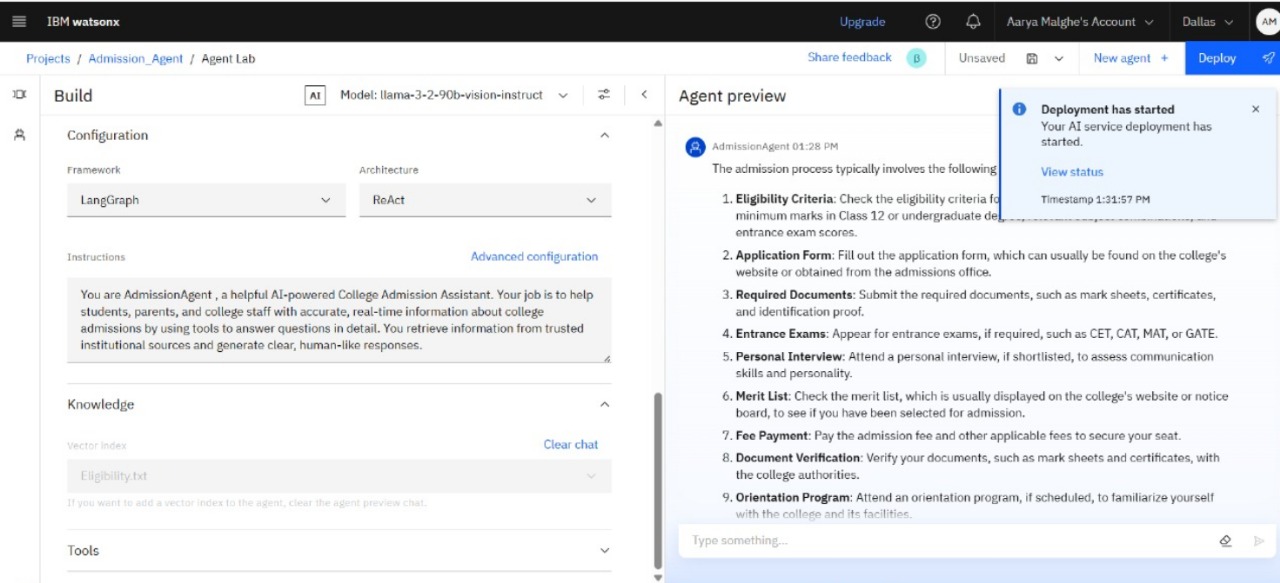 IBM watsonx
Upgrade
Aarya Malghe's Account
Dallas
AM
Projects / Admission_Agent / Agent Lab
Share feedback
β
Unsaved
New agent +
Deploy
Build
AI
Model: llama-3-2-90b-vision-instruct
Configuration
Framework
Architecture
LangGraph
ReAct
Instructions
Advanced configuration
You are AdmissionAgent , a helpful AI-powered College Admission Assistant. Your job is to help
students, parents, and college staff with accurate, real-time information about college
admissions by using tools to answer questions in detail. You retrieve information from trusted
institutional sources and generate clear, human-like responses.
Knowledge
Vector index
Clear chat
Eligibility.txt
If you want to add a vector index to the agent, clear the agent preview chat.
Tools
Agent preview
Deployment has started
Your AI service deployment has
started.
View status
Timestamp 1:31:57 PM
AdmissionAgent 01:28 PM
The admission process typically involves the following
1. Eligibility Criteria: Check the eligibility criteria
minimum marks in Class 12 or undergraduate
entrance exam scores.
2. Application Form: Fill out the application form, which can usually be found on the college's
website or obtained from the admissions office.
3. Required Documents: Submit the required documents, such as mark sheets, certificates,
and identification proof.
4. Entrance Exams: Appear for entrance exams, if required, such as CET, CAT, MAT, or GATE.
5. Personal Interview: Attend a personal interview, if shortlisted, to assess communication
skills and personality.
6. Merit List: Check the merit list, which is usually displayed on the college's website or notice
board, to see if you have been selected for admission.
7. Fee Payment: Pay the admission fee and other applicable fees to secure your seat.
8. Document Verification: Verify your documents, such as mark sheets and certificates, with
the college authorities.
9. Orientation Program: Attend an orientation program, if scheduled, to familiarize yourself
with the college and its facilities.
Type something...